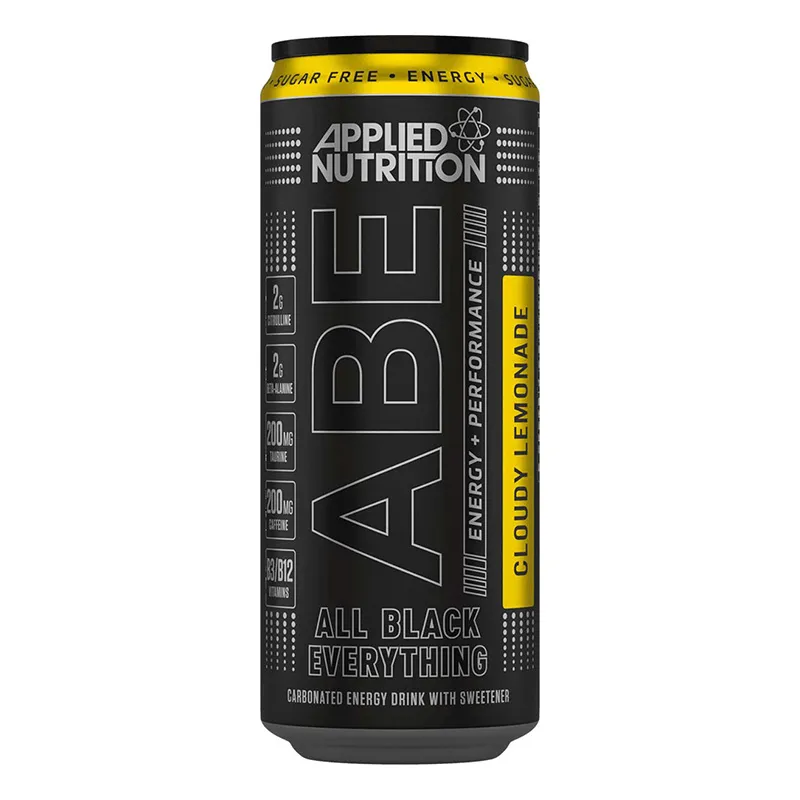 • SUGAR FREE • ENERGY • SUGAR
APPLIED
NUTRITION
ABE
ENERGY + PERFORMANCE
CLOUDY LEMONADE
2G
CITRULLINE
2G
BETA-ALANINE
200MG
TAURINE
200MG
CAFFEINE
B3/B12
VITAMINS
ALL BLACK
EVERYTHING
CARBONATED ENERGY DRINK WITH SWEETENER